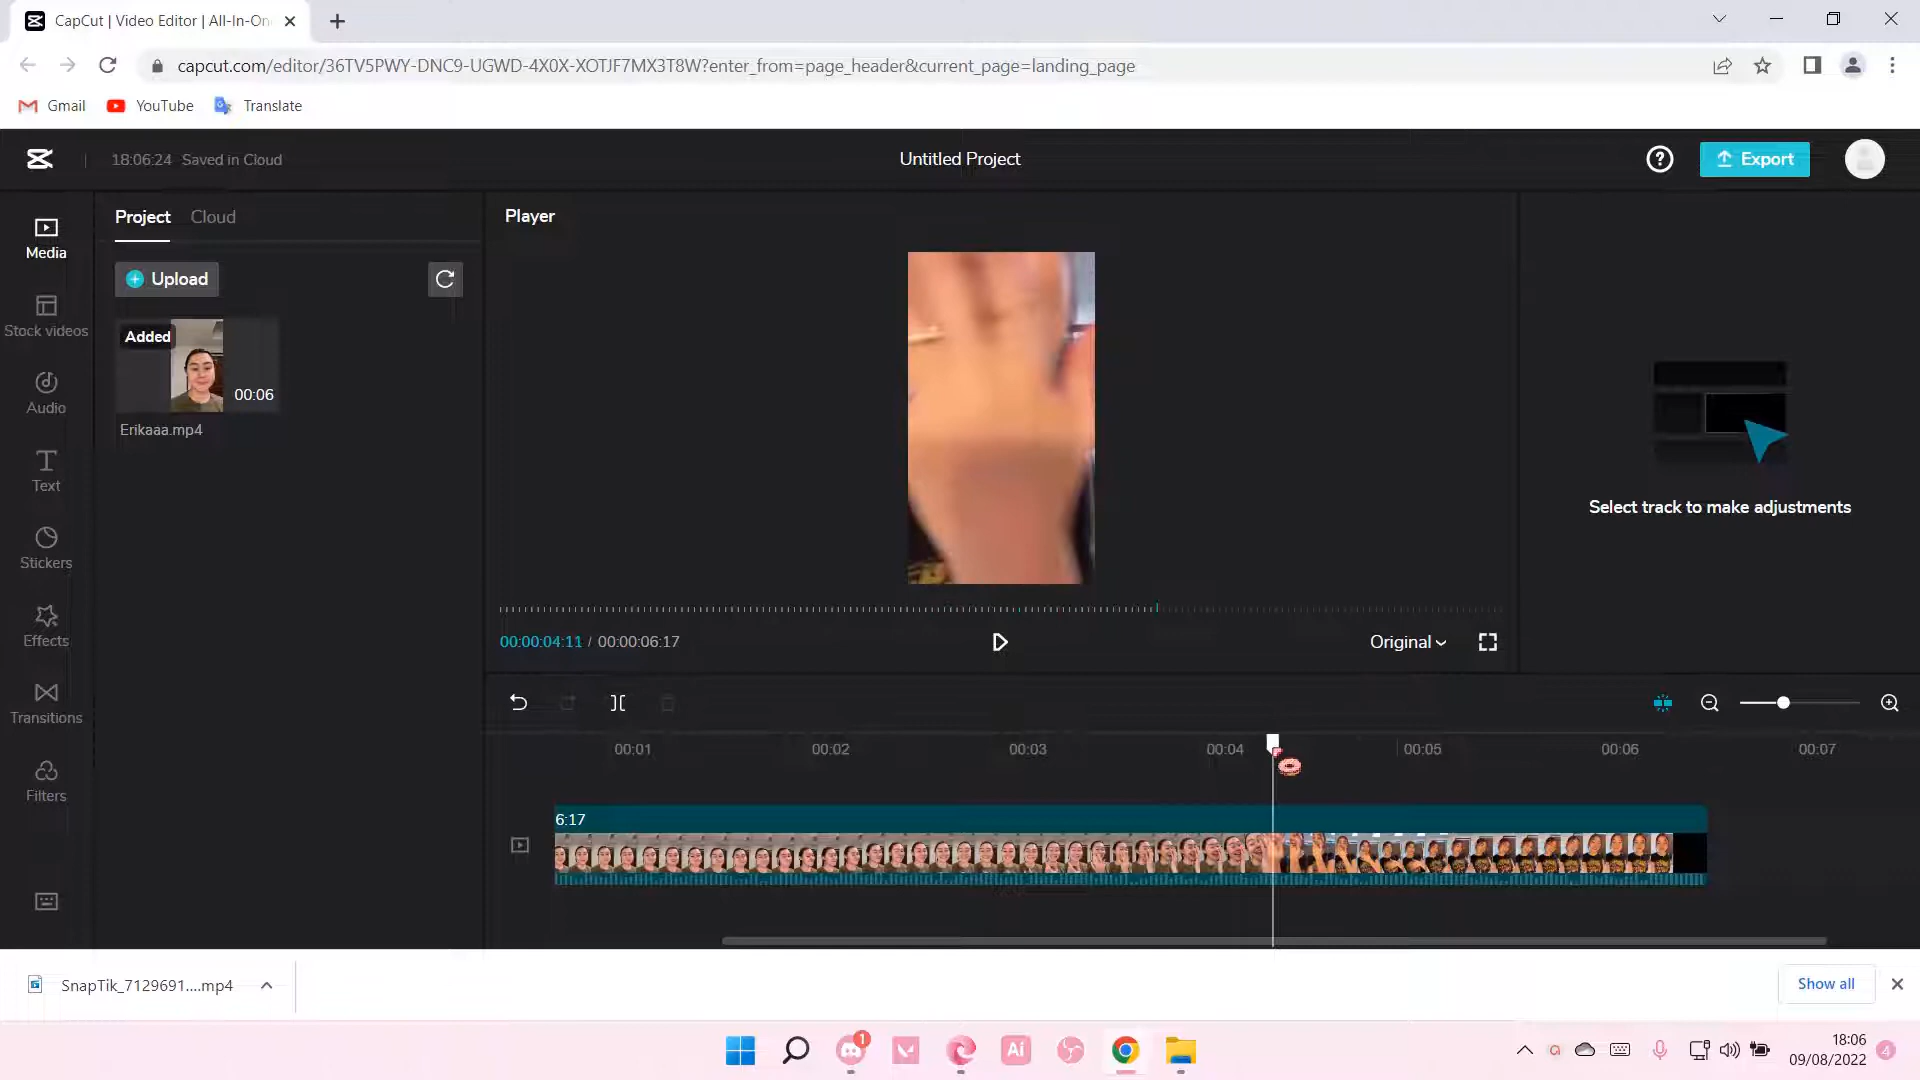 CapCut | Video Editor | All-In-On
capcut.com/editor/36TV5PWY-DNC9-UGWD-4X0X-XOTJF7MX3T8W?enter_from=page_header&current_page=landing_page
Gmail YouTube Translate
18:06:24 Saved in Cloud Untitled Project Export
Media
Stock videos
Audio
Text
Stickers
Effects
Transitions
Filters
Project Cloud
Upload
Added
00:06
Erikaaa.mp4
Player
Select track to make adjustments
00:00:04:11 / 00:00:06:17
Original
00:01 00:02 00:03 00:04 00:05 00:06 00:07
6:17
SnapTik_7129691....mp4
Show all
1
Ai
18:06
09/08/2022
4